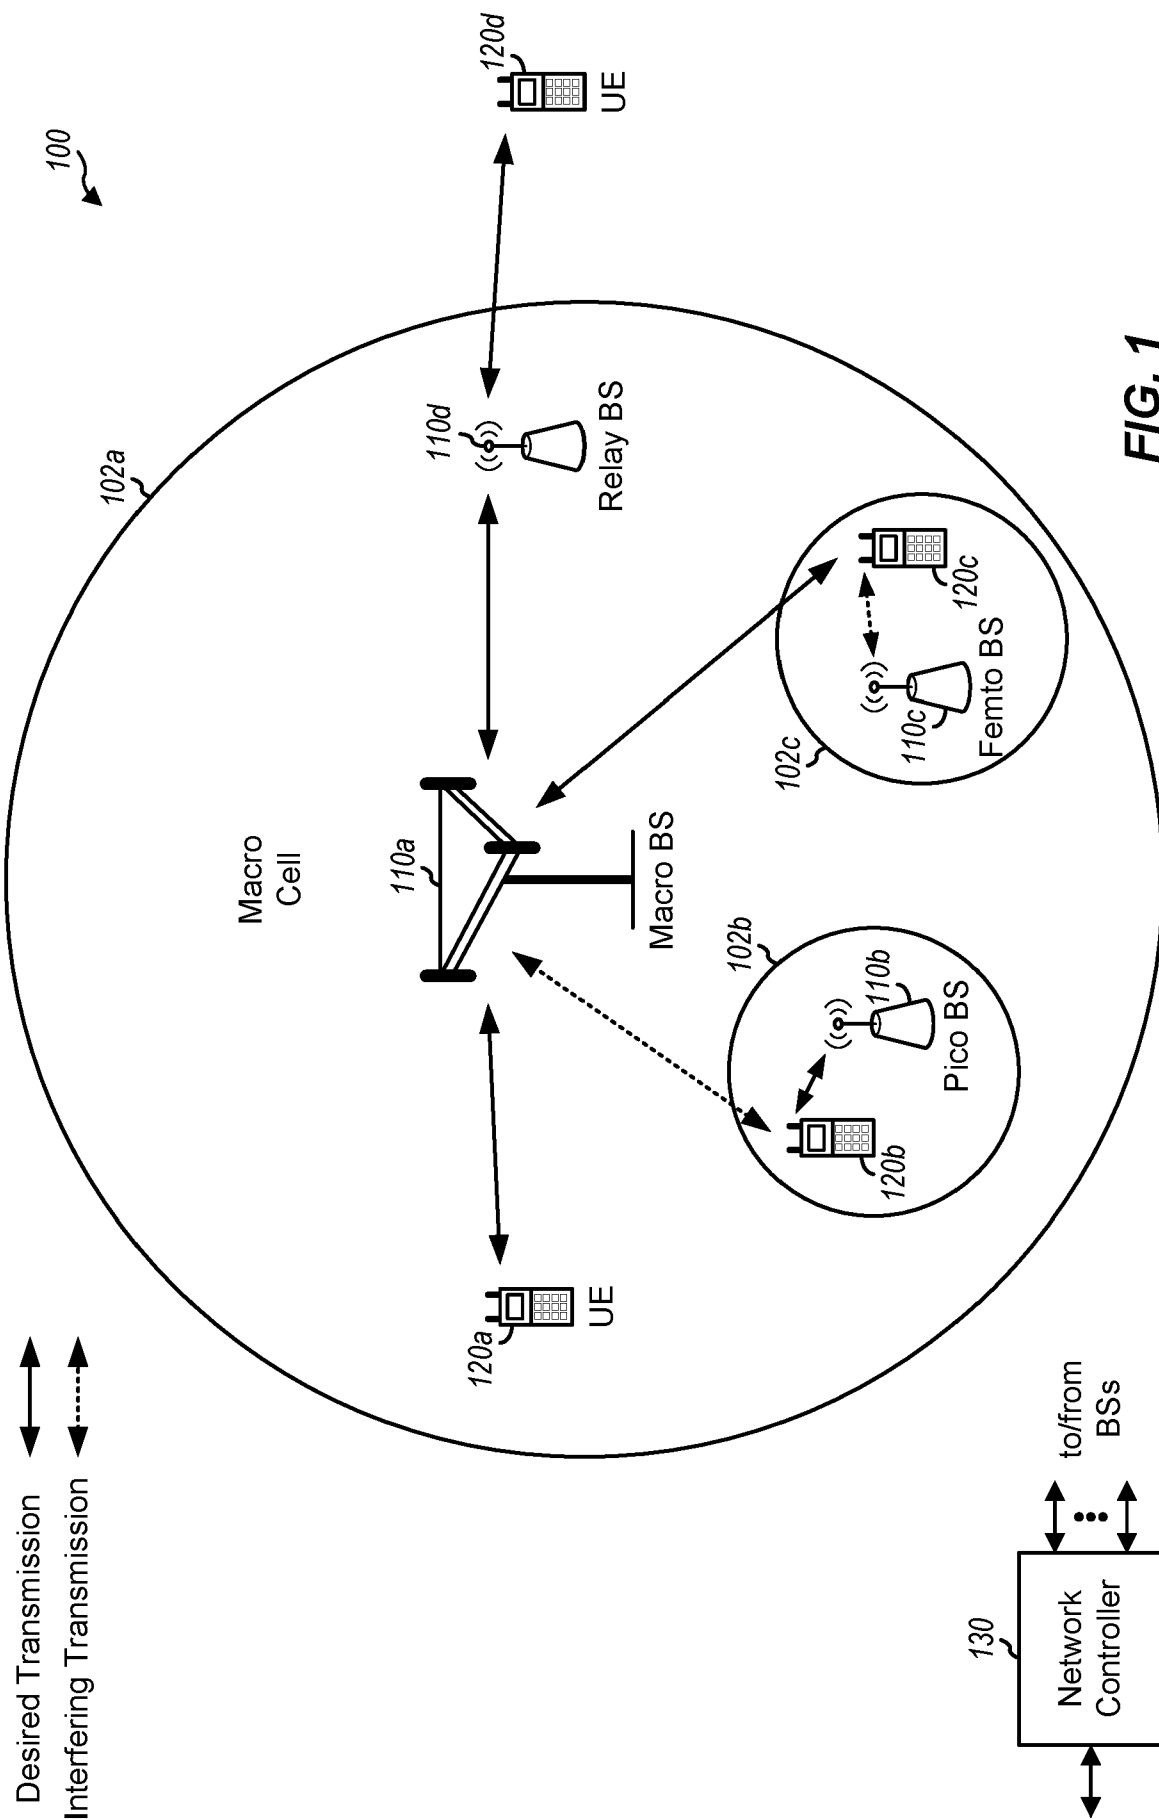 Desired Transmission
Interfering Transmission
100
102a
Macro
Cell
110a
Macro BS
120a
UE
110d
Relay BS
120d
UE
102b
110b
Pico BS
120b
102c
110c
Femto BS
120c
130
Network
Controller
to/from
BSs
FIG. 1